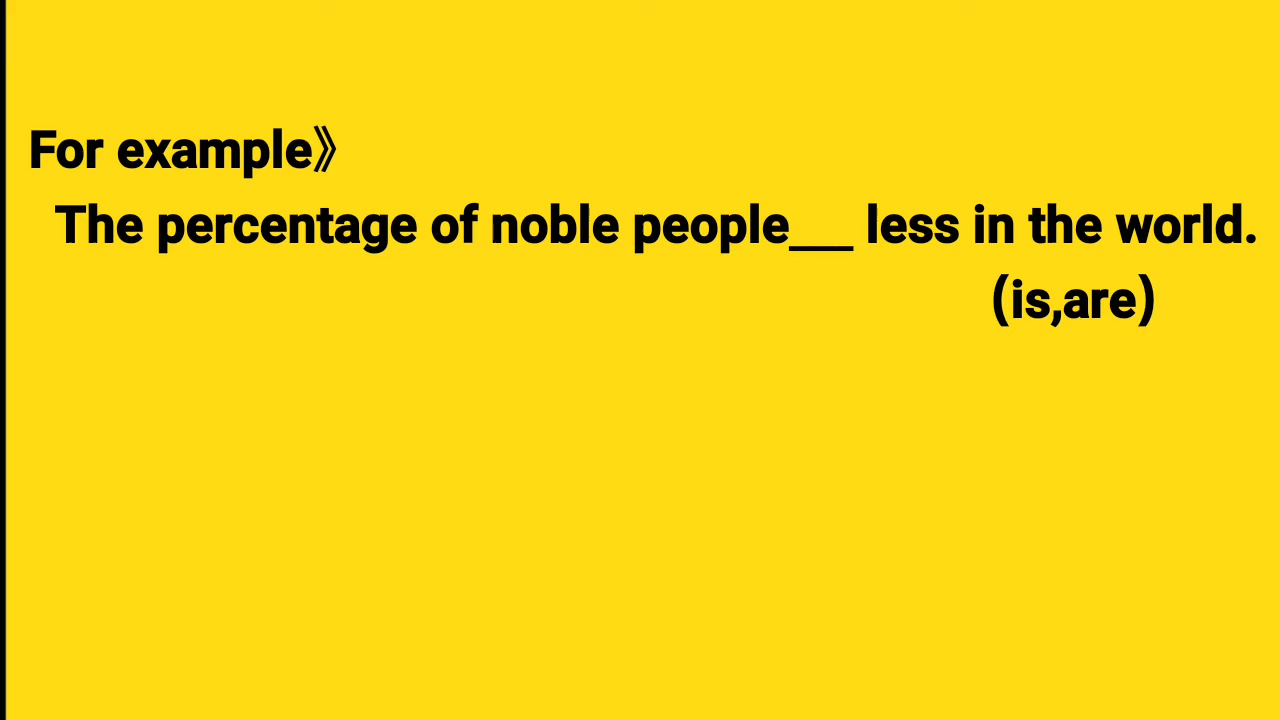 For example》
The percentage of noble people___ less in the world.
(is,are)